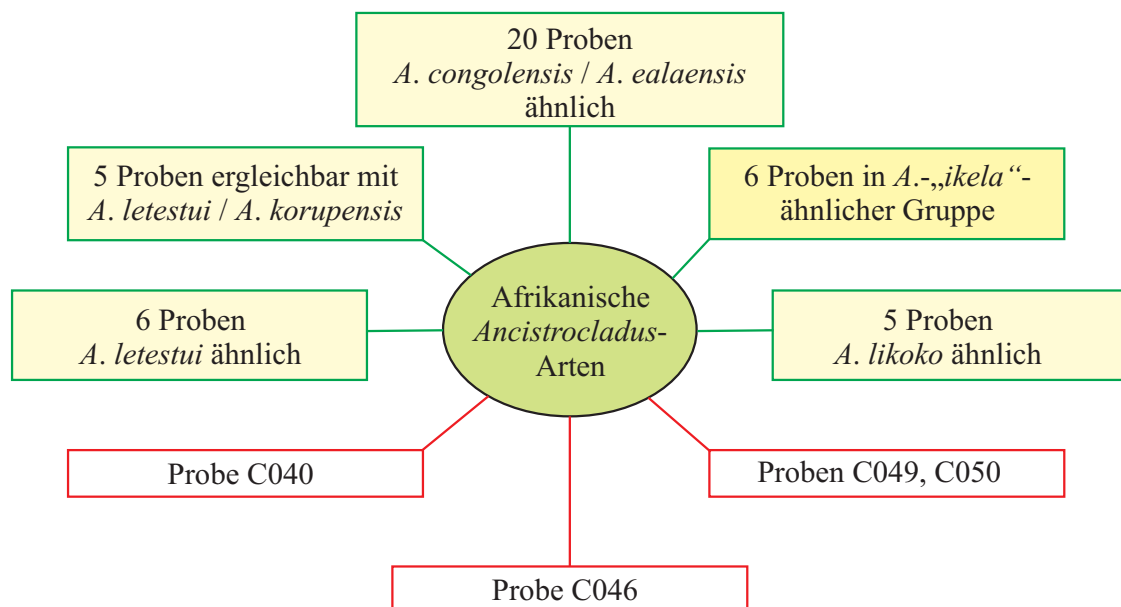 20 Proben
A. congolensis / A. ealaensis
ähnlich
5 Proben ergleichbar mit
A. letestui / A. korupensis
6 Proben in A.-„ikela“-
ähnlicher Gruppe
Afrikanische
Ancistrocladus-
Arten
6 Proben
A. letestui ähnlich
5 Proben
A. likoko ähnlich
Probe C040
Proben C049, C050
Probe C046